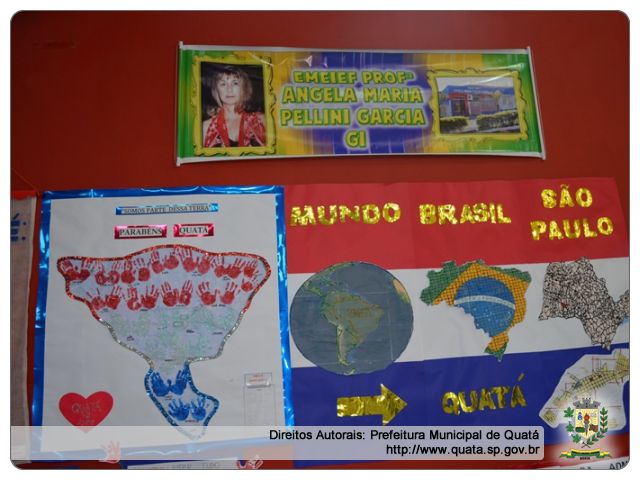 EMEIEF PROFª
ANGELA MARIA
PELLINI GARCIA
GI
SOMOS PARTE DESSA TERRA
PARABÉNS QUATÁ
MUNDO BRASIL SÃO PAULO
QUATÁ
QUATÁ
Direitos Autorais: Prefeitura Municipal de Quatá
http://www.quata.sp.gov.br